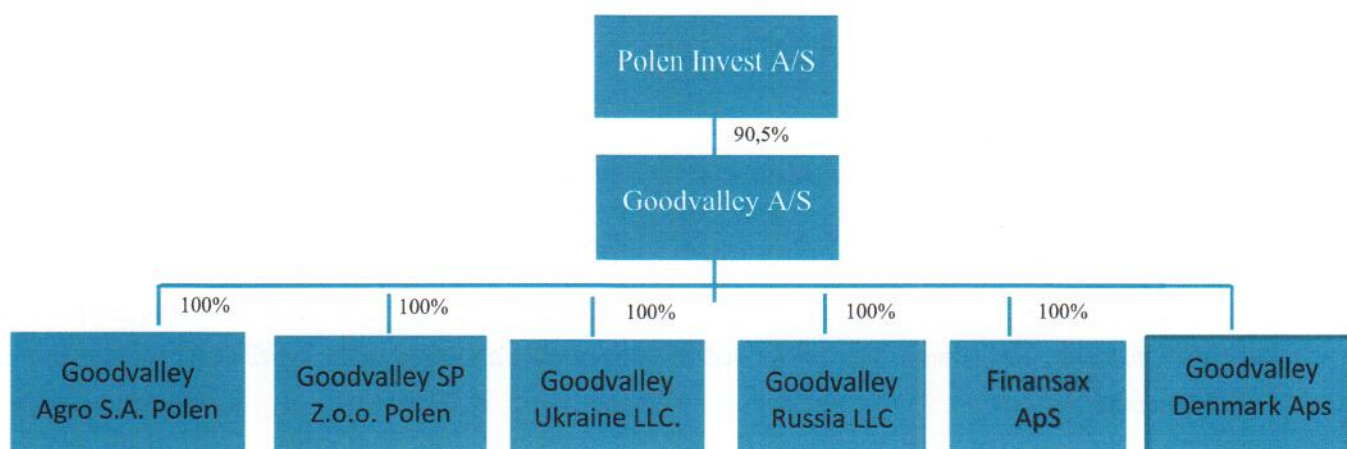 Polen Invest A/S
90,5%
Goodvalley A/S
100%
100%
100%
100%
100%
Goodvalley
Agro S.A. Polen
Goodvalley SP
Z.o.o. Polen
Goodvalley
Ukraine LLC.
Goodvalley
Russia LLC
Finansax
ApS
Goodvalley
Denmark Aps